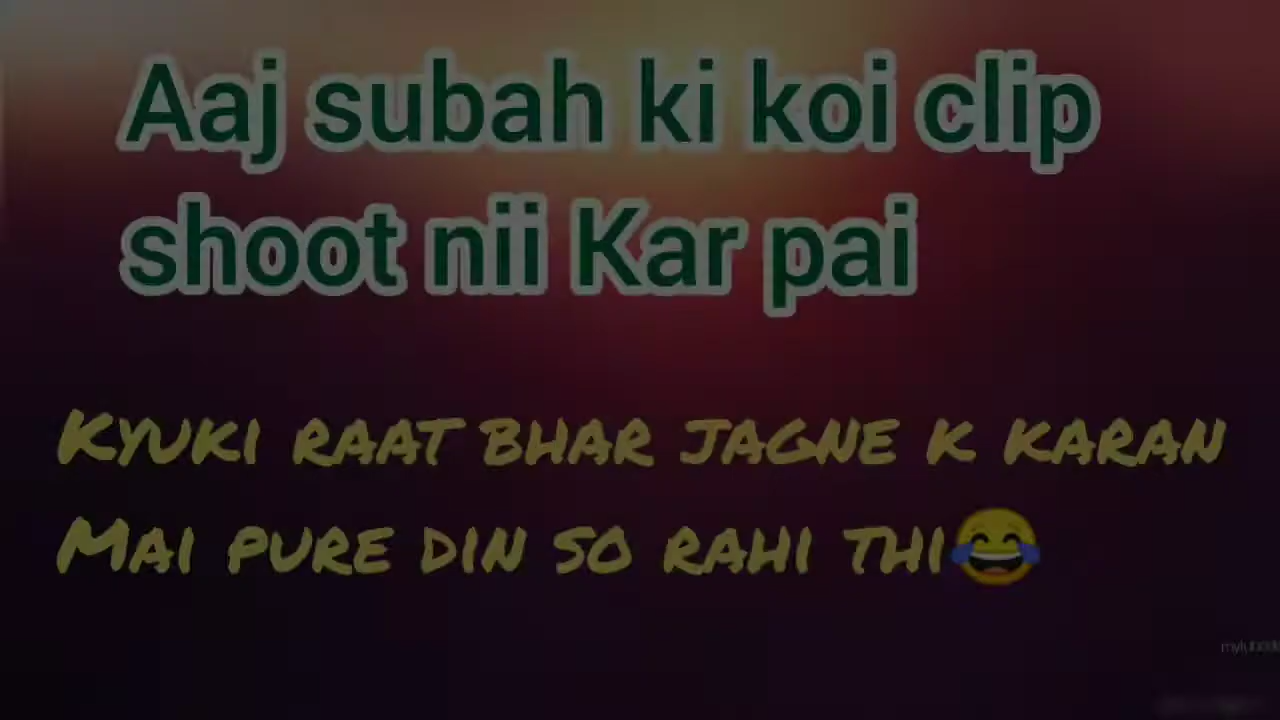 Aaj subah ki koi clip
shoot nii Kar pai
Kyuki raat bhar jagne k karan
Mai pure din so rahi thi😂